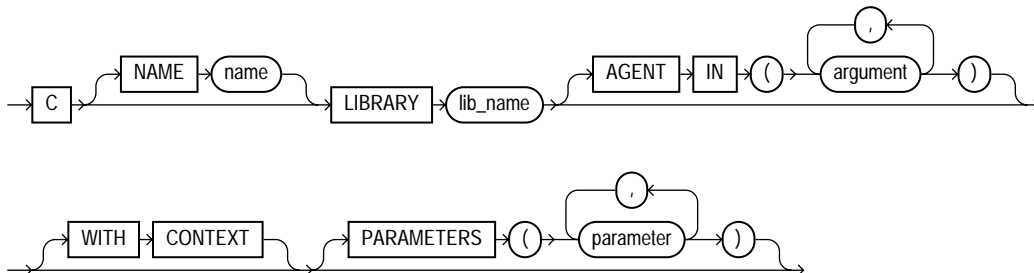 ,
NAME name AGENT IN ( argument )
C LIBRARY lib_name
,
WITH CONTEXT PARAMETERS ( parameter )